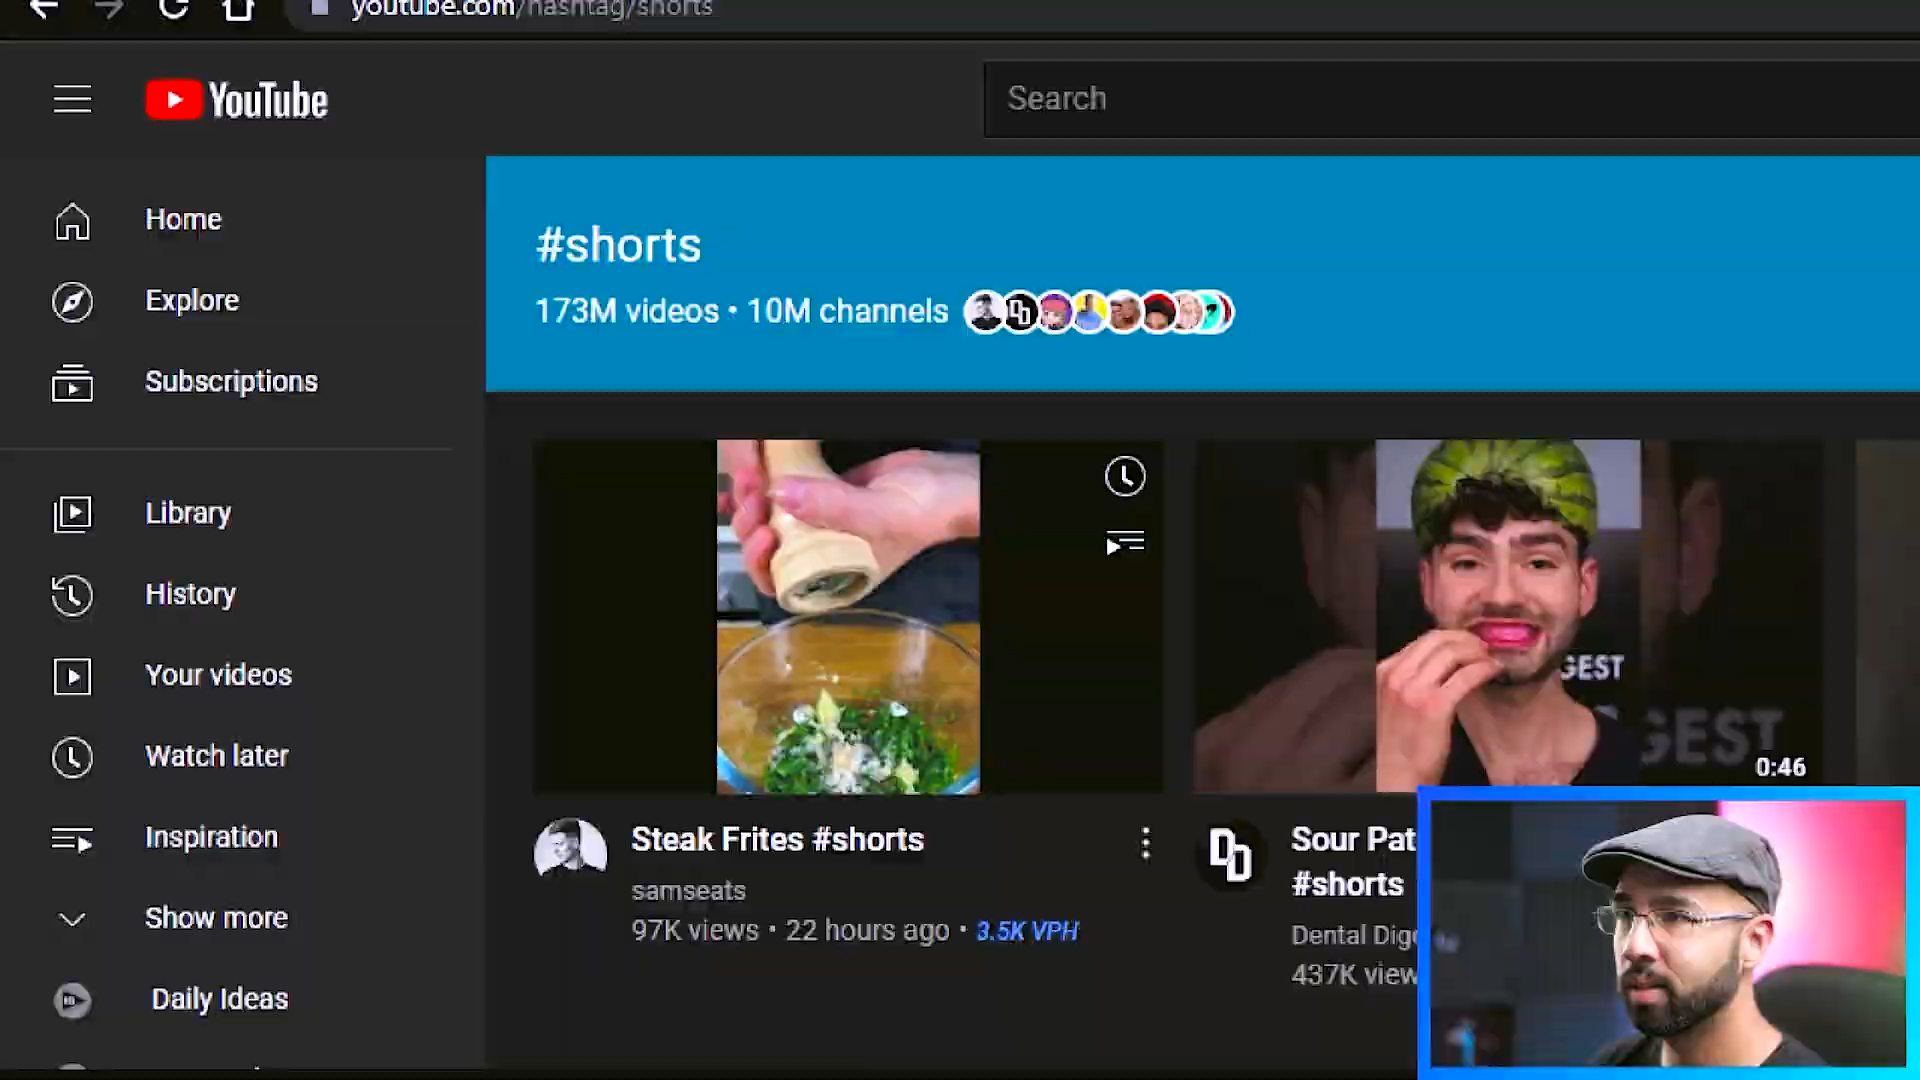 youtube.com/hashtag/shorts
YouTube
Search
Home
Explore
Subscriptions
Library
History
Your videos
Watch later
Inspiration
Show more
Daily Ideas
#shorts
173M videos • 10M channels
GEST
GEST
0:46
Steak Frites #shorts
samseats
97K views • 22 hours ago • 3.5K VPH
DD
Sour Pat
#shorts
Dental Dige
437K view